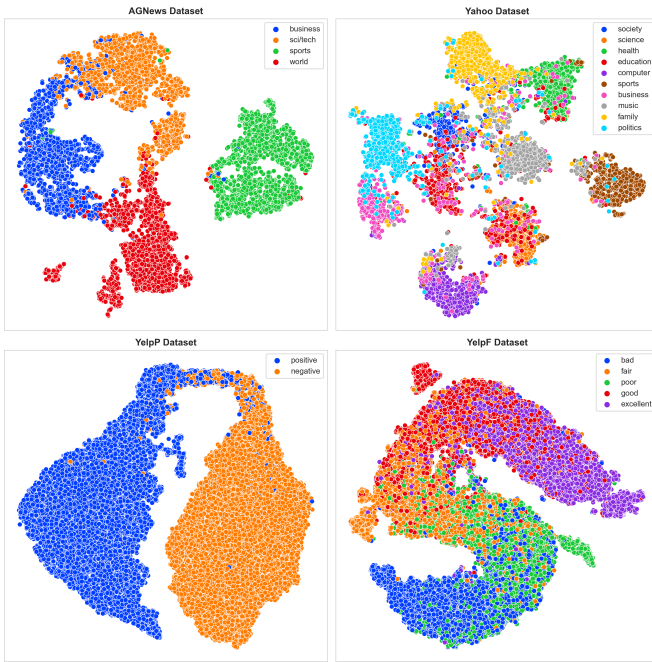 AGNews Dataset
business
sci/tech
sports
world
Yahoo Dataset
society
science
health
education
computer
sports
business
music
family
politics
YelpP Dataset
positive
negative
YelpF Dataset
bad
fair
poor
good
excellent